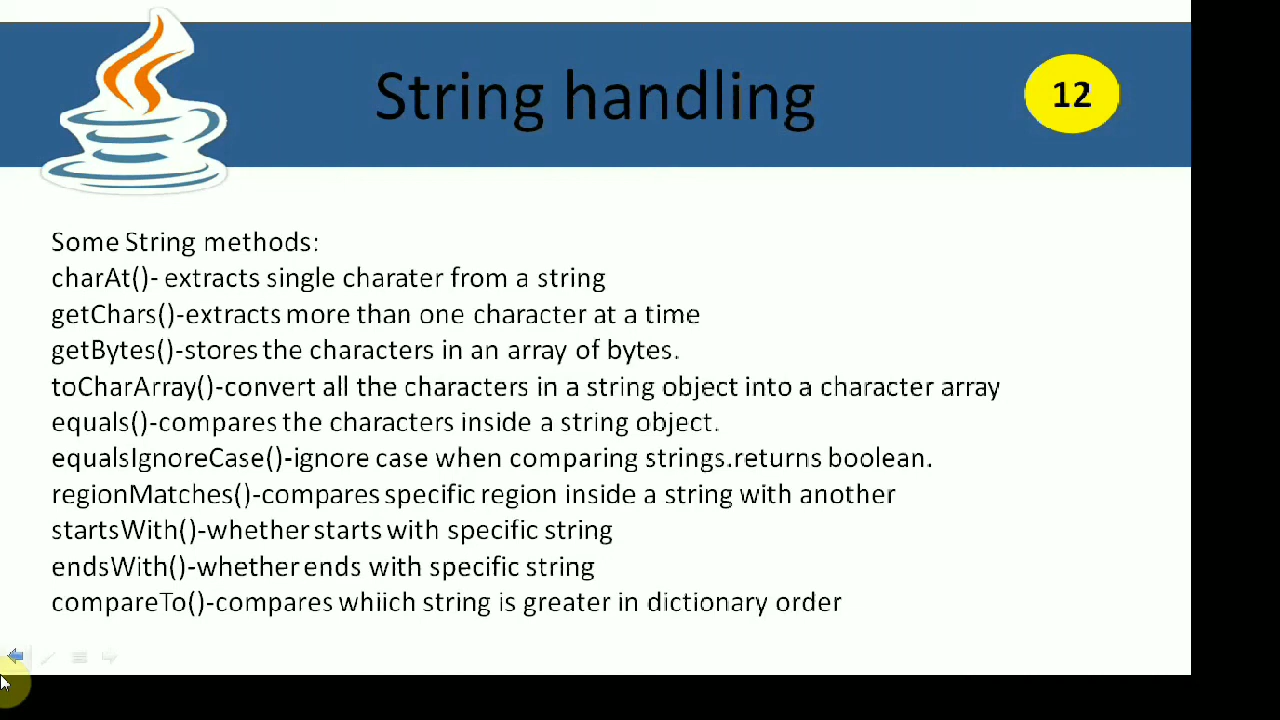 String handling
12
Some String methods:
charAt()- extracts single charater from a string
getChars()-extracts more than one character at a time
getBytes()-stores the characters in an array of bytes.
toCharArray()-convert all the characters in a string object into a character array
equals()-compares the characters inside a string object.
equalsIgnoreCase()-ignore case when comparing strings.returns boolean.
regionMatches()-compares specific region inside a string with another
startsWith()-whether starts with specific string
endsWith()-whether ends with specific string
compareTo()-compares whiich string is greater in dictionary order